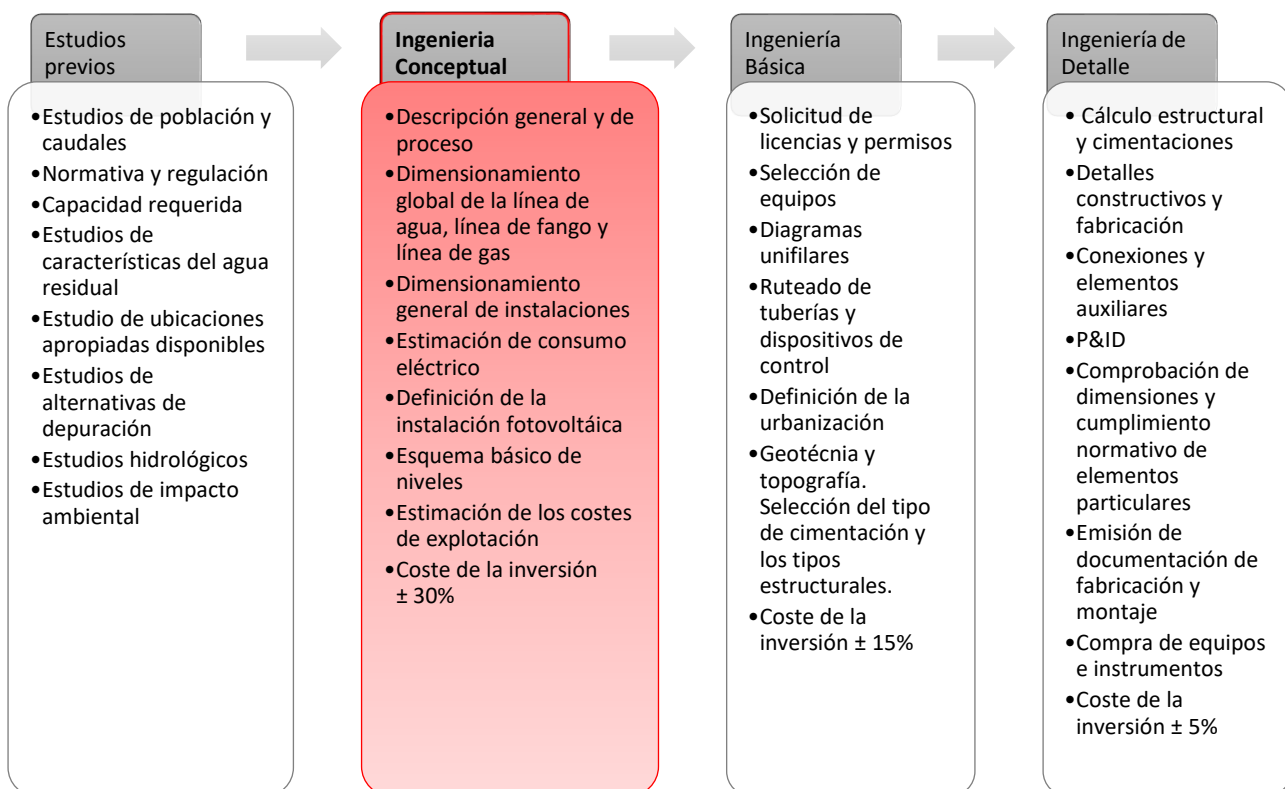 Estudios
previos
•Estudios de población y
caudales
•Normativa y regulación
•Capacidad requerida
•Estudios de
características del agua
residual
•Estudio de ubicaciones
apropiadas disponibles
•Estudios de
alternativas de
depuración
•Estudios hidrológicos
•Estudios de impacto
ambiental
Ingenieria
Conceptual
•Descripción general y de
proceso
•Dimensionamiento
global de la línea de
agua, línea de fango y
línea de gas
•Dimensionamiento
general de instalaciones
•Estimación de consumo
eléctrico
•Definición de la
instalación fotovoltáica
•Esquema básico de
niveles
•Estimación de los costes
de explotación
•Coste de la inversión
± 30%
Ingeniería
Básica
•Solicitud de
licencias y permisos
•Selección de
equipos
•Diagramas
unifilares
•Ruteado de
tuberías y
dispositivos de
control
•Definición de la
urbanización
•Geotécnia y
topografía.
Selección del tipo
de cimentación y
los tipos
estructurales.
•Coste de la
inversión ± 15%
Ingeniería de
Detalle
• Cálculo estructural
y cimentaciones
•Detalles
constructivos y
fabricación
•Conexiones y
elementos
auxiliares
•P&ID
•Comprobación de
dimensiones y
cumplimiento
normativo de
elementos
particulares
•Emisión de
documentación de
fabricación y
montaje
•Compra de equipos
e instrumentos
•Coste de la
inversión ± 5%